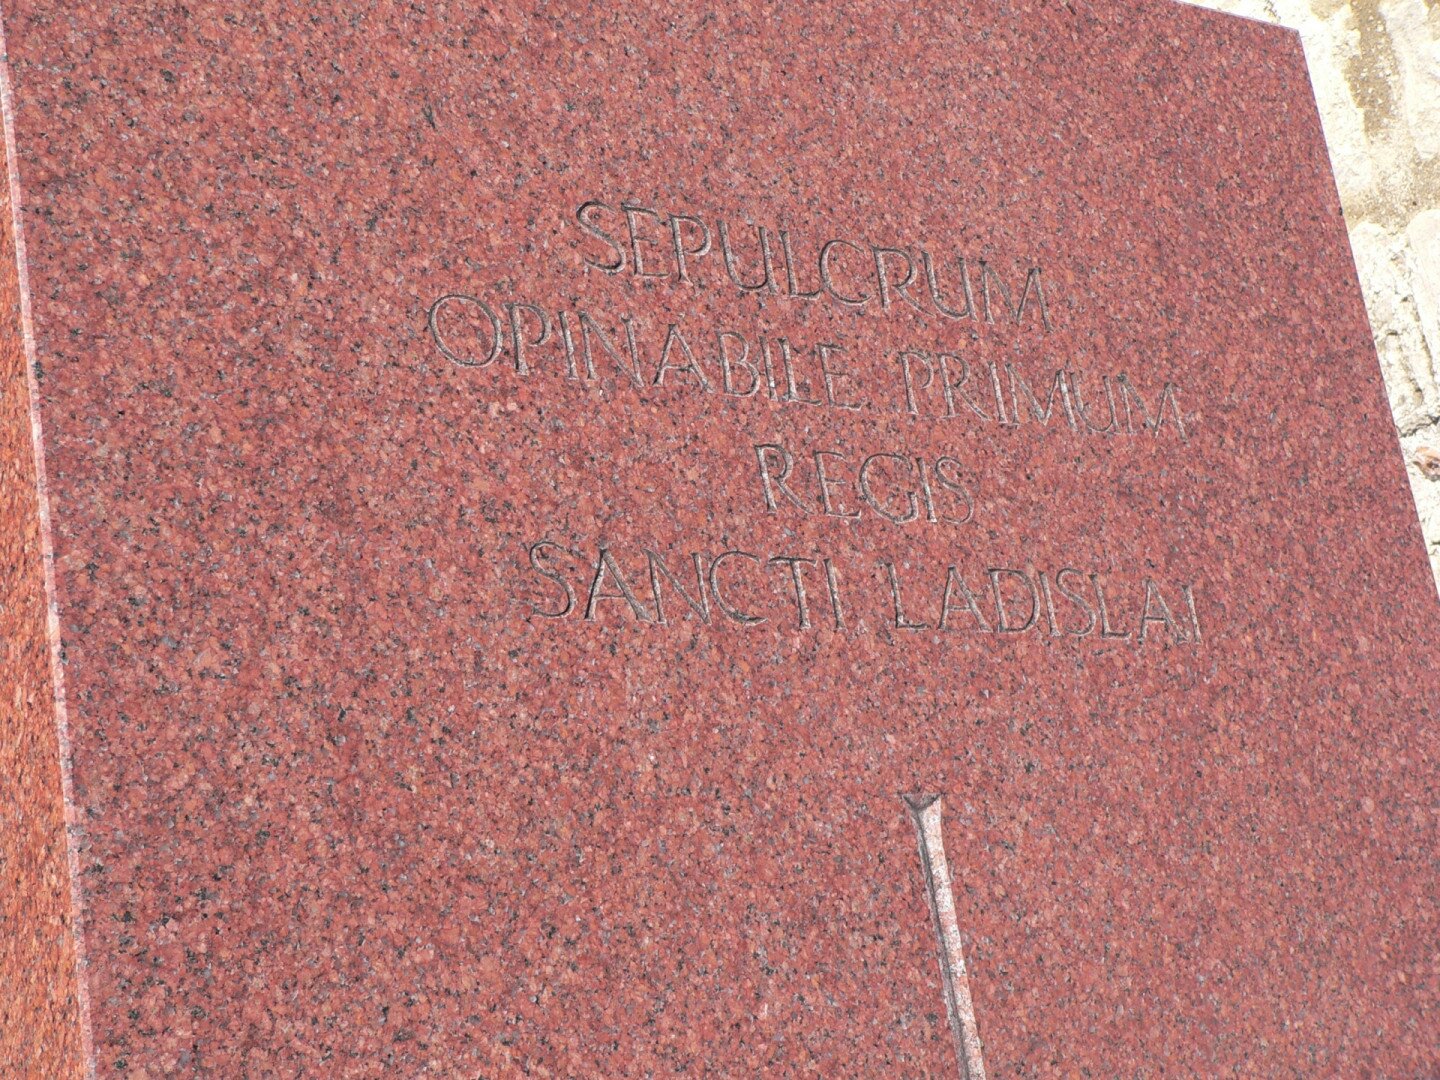 SEPULCRUM
OPINABILE PRIMUM
REGIS
SANCTI LADISLAI